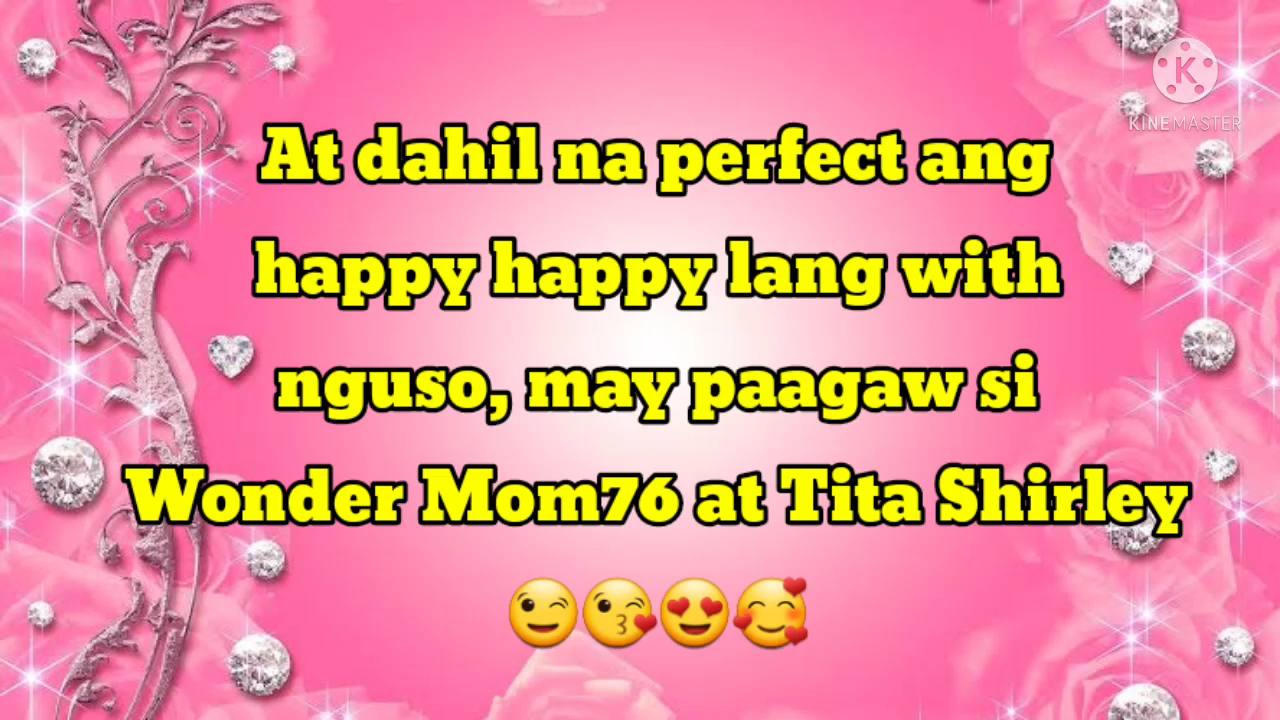 KINEMASTER
At dahil na perfect ang
happy happy lang with
nguso, may paagaw si
Wonder Mom76 at Tita Shirley
😉😘😍🥰